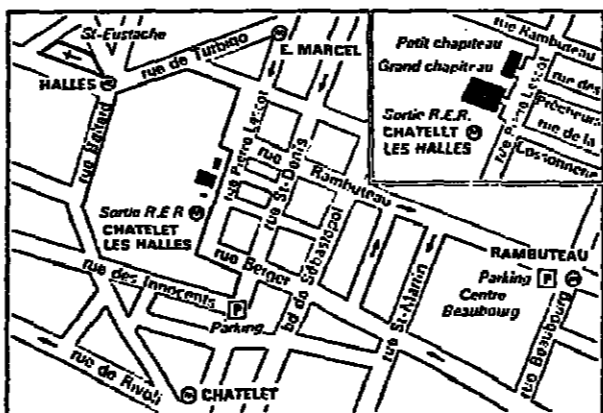 St-Eustache
HALLES M
rue de Turbigo
M
E. MARCEL
rue Baltard
rue Pierre Lescot
rue
Rambuteau
rue St-Denis
bd de Sébastopol
Sortie R.E.R M
CHATELET
LES HALLES
rue Berger
rue des Innocents
P
Parking
rue St-Martin
RAMBUTEAU
Parking P M
Centre
Beaubourg
rue Beaubourg
rue de Rivoli
M CHATELET
rue Rambuteau
Petit chapiteau
Grand chapiteau
rue Pierre Lescot
rue des
Prêcheurs
rue de la
Cossonnerie
Sortie R.E.R.
CHATELET M
LES HALLES